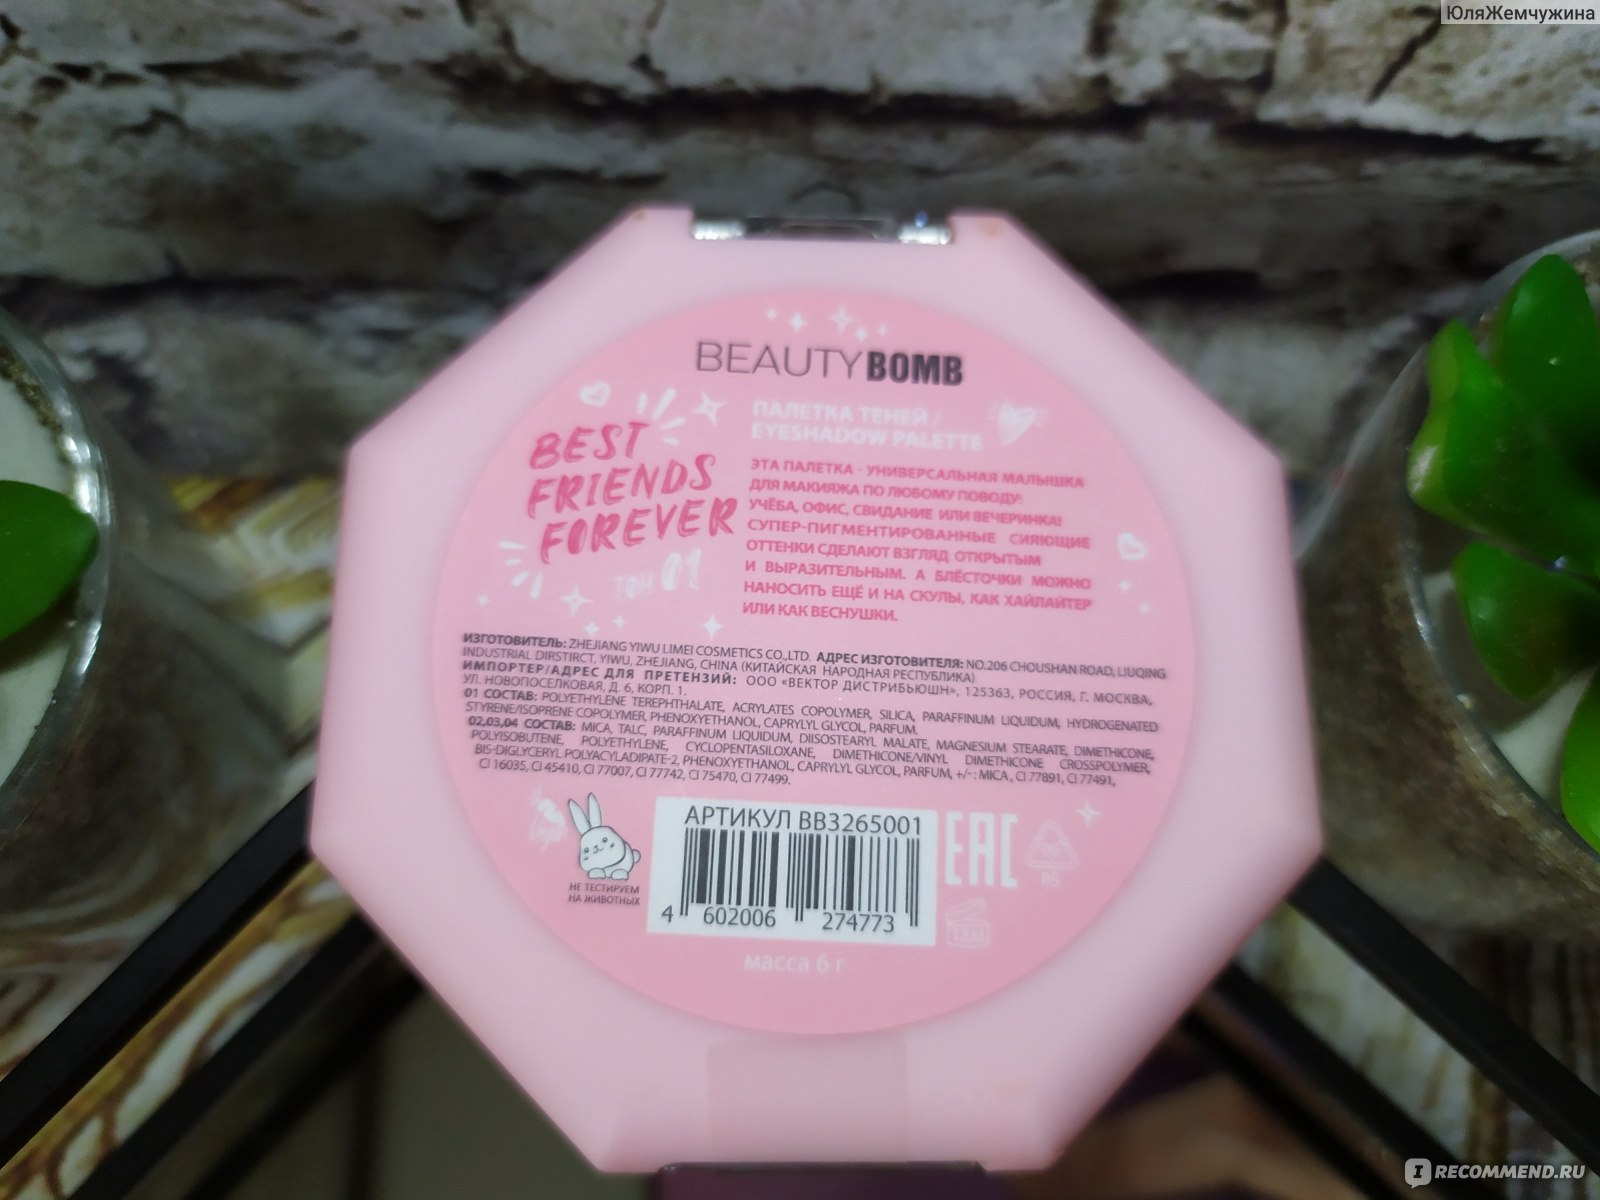 ЮляЖемчужина
BEAUTYBOMB
BEST
FRIENDS
FOREVER
ТОН 01
ПАЛЕТКА ТЕНЕЙ /
EYESHADOW PALETTE
ЭТА ПАЛЕТКА - УНИВЕРСАЛЬНАЯ МАЛЫШКА
ДЛЯ МАКИЯЖА ПО ЛЮБОМУ ПОВОДУ:
УЧЁБА, ОФИС, СВИДАНИЕ ИЛИ ВЕЧЕРИНКА!
СУПЕР-ПИГМЕНТИРОВАННЫЕ СИЯЮЩИЕ
ОТТЕНКИ СДЕЛАЮТ ВЗГЛЯД ОТКРЫТЫМ
И ВЫРАЗИТЕЛЬНЫМ. А БЛЁСТОЧКИ МОЖНО
НАНОСИТЬ ЕЩЁ И НА СКУЛЫ, КАК ХАЙЛАЙТЕР
ИЛИ КАК ВЕСНУШКИ.
ИЗГОТОВИТЕЛЬ: ZHEJIANG YIWU LIMEI COSMETICS CO.,LTD. АДРЕС ИЗГОТОВИТЕЛЯ: NO.206 CHOUSHAN ROAD, LIUQING
INDUSTRIAL DIRSTIRCT, YIWU, ZHEJIANG, CHINA (КИТАЙСКАЯ НАРОДНАЯ РЕСПУБЛИКА)
ИМПОРТЕР/АДРЕС ДЛЯ ПРЕТЕНЗИЙ: ООО «ВЕКТОР ДИСТРИБЬЮШН», 125363, РОССИЯ, Г. МОСКВА,
УЛ. НОВОПОСЕЛКОВАЯ, Д. 6, КОРП. 1.
01 СОСТАВ: POLYETHYLENE TEREPHTHALATE, ACRYLATES COPOLYMER, SILICA, PARAFFINUM LIQUIDUM, HYDROGENATED
STYRENE/ISOPRENE COPOLYMER, PHENOXYETHANOL, CAPRYLYL GLYCOL, PARFUM.
02,03,04 СОСТАВ: MICA, TALC, PARAFFINUM LIQUIDUM, DIISOSTEARYL MALATE, MAGNESIUM STEARATE, DIMETHICONE,
POLYISOBUTENE, POLYETHYLENE, CYCLOPENTASILOXANE, DIMETHICONE/VINYL DIMETHICONE CROSSPOLYMER,
BIS-DIGLYCERYL POLYACYLADIPATE-2, PHENOXYETHANOL, CAPRYLYL GLYCOL, PARFUM, +/- : MICA, CI 77891, CI 77491,
CI 16035, CI 45410, CI 77007, CI 77742, CI 75470, CI 77499.
НЕ ТЕСТИРУЕМ
НА ЖИВОТНЫХ
АРТИКУЛ BB3265001
4 602006 274773
EAC
PS
18M
масса 6 г
IRECOMMEND.RU